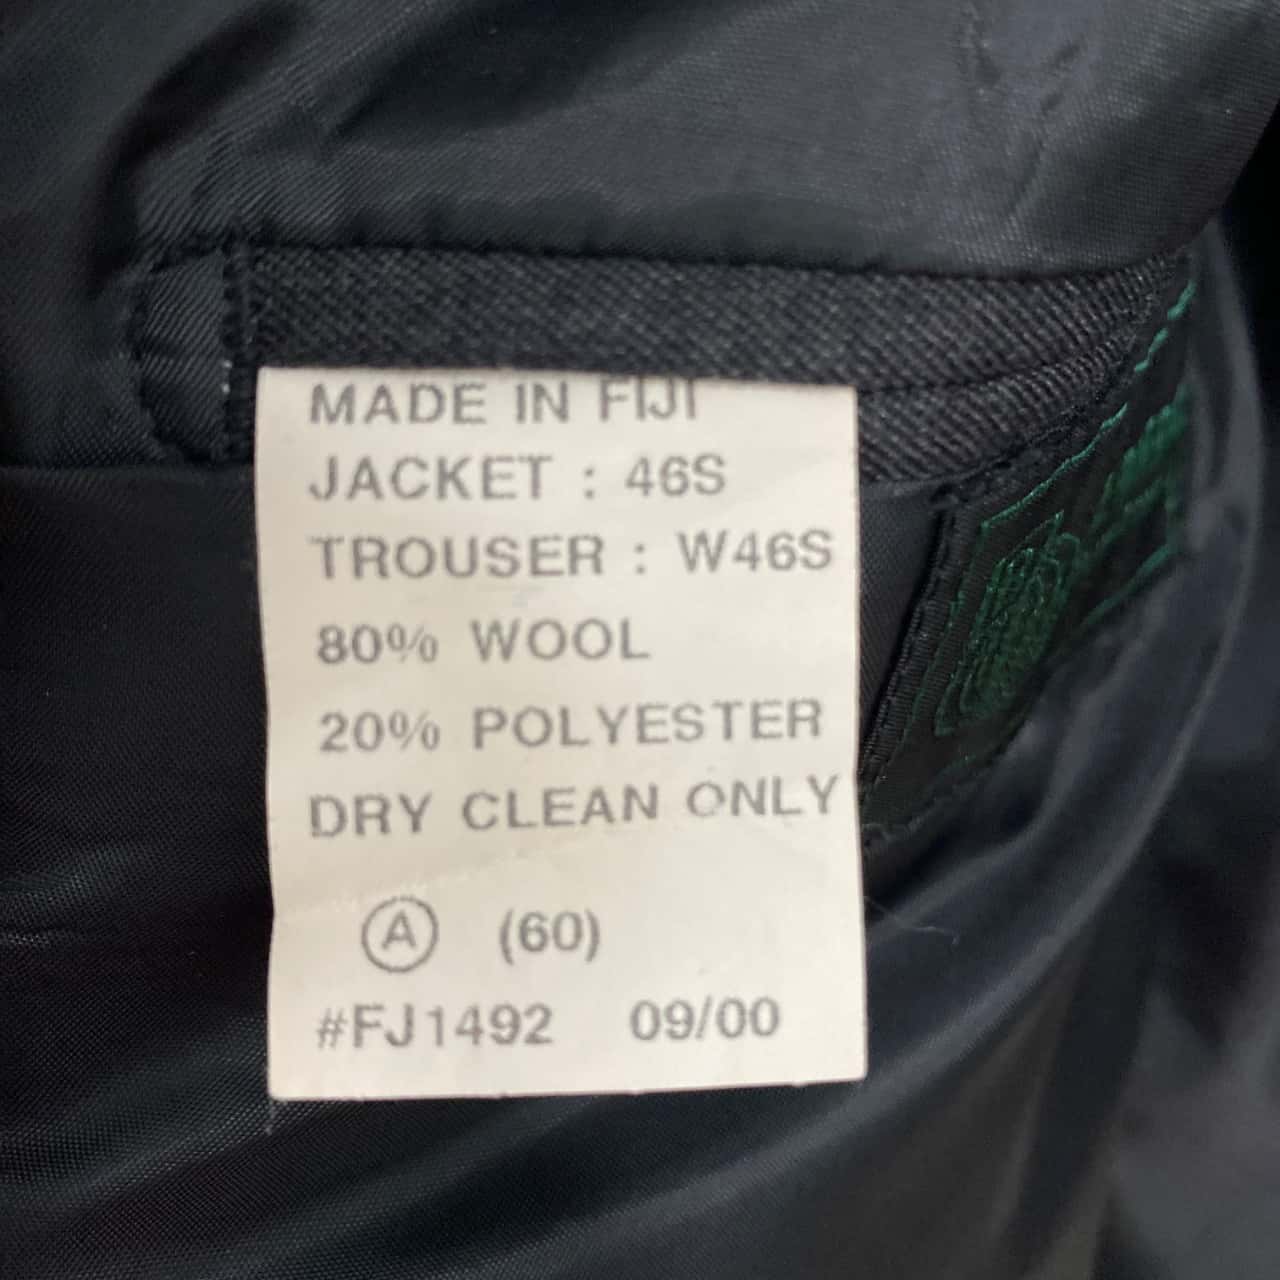 MADE IN FIJI
JACKET : 46S
TROUSER : W46S
80% WOOL
20% POLYESTER
DRY CLEAN ONLY
Ⓐ (60)
#FJ1492 09/00